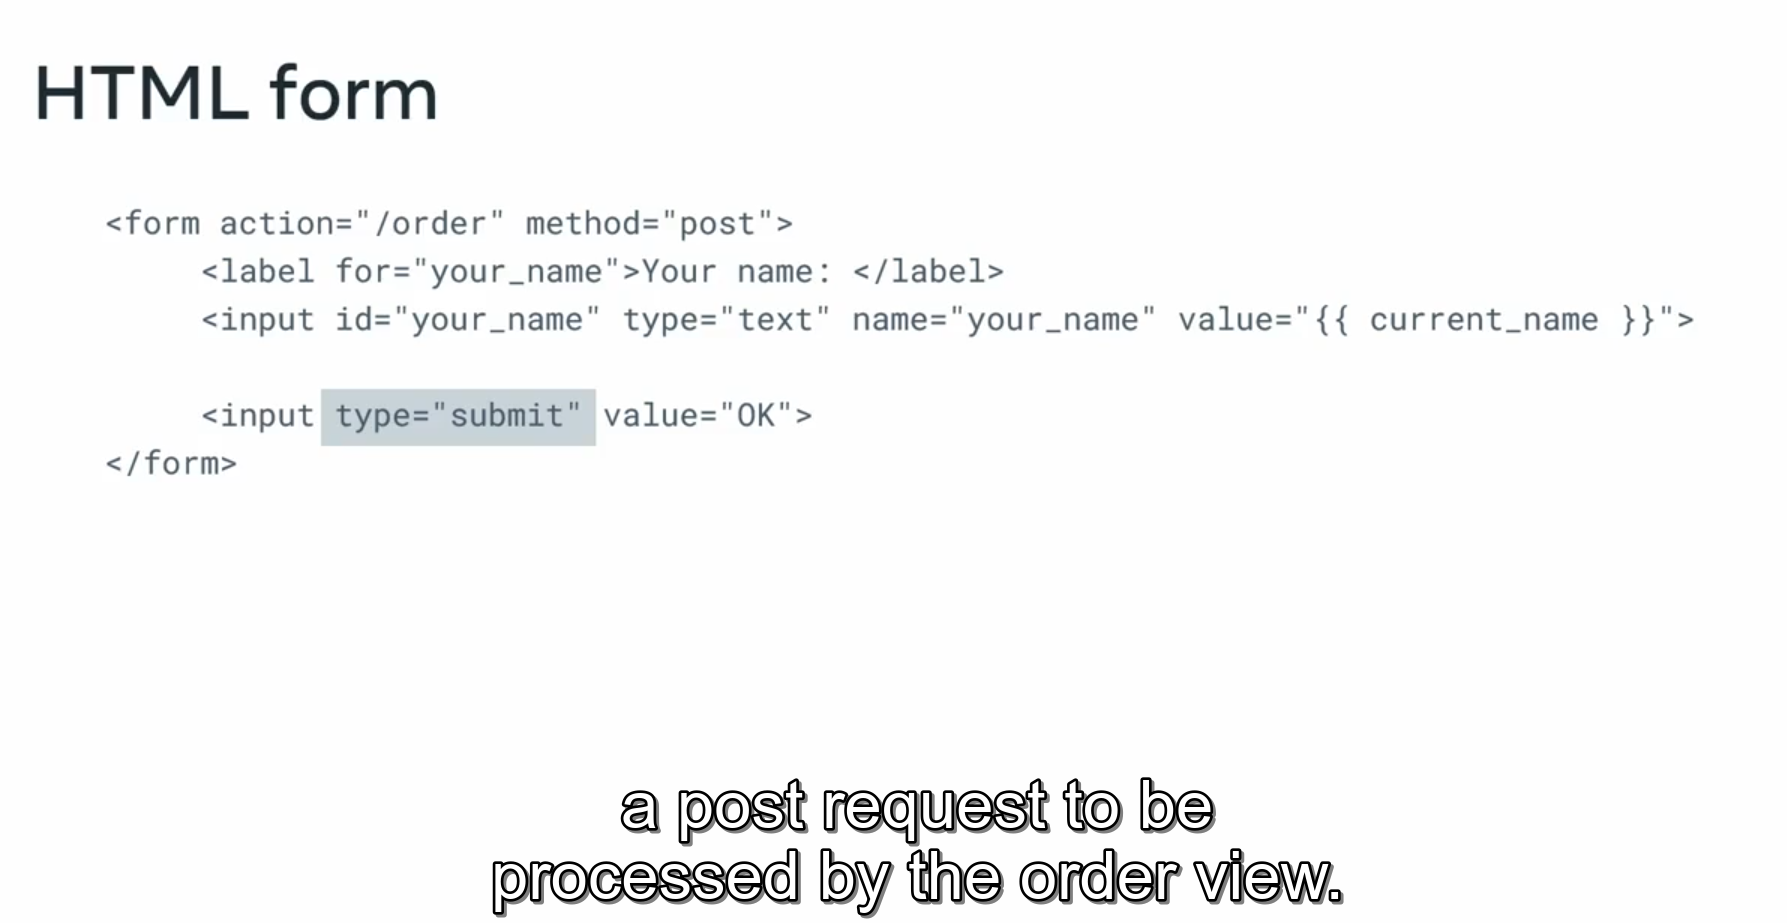 HTML form
<form action="/order" method="post">
<label for="your_name">Your name: </label>
<input id="your_name" type="text" name="your_name" value="{{ current_name }}">
<input type="submit" value="OK">
</form>
a post request to be
processed by the order view.